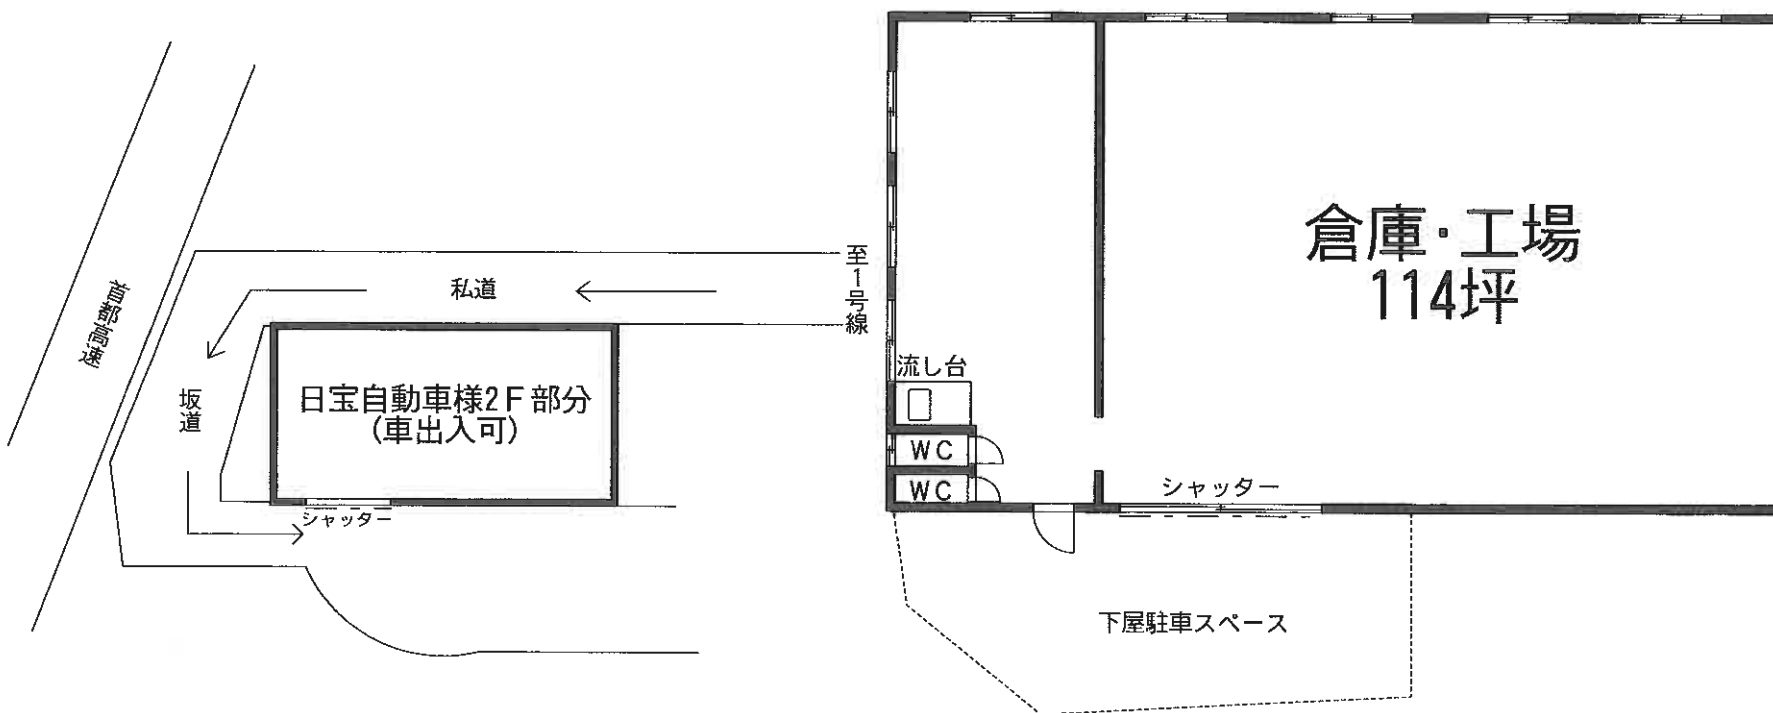 首都高速
私道
至1号線
坂道
日宝自動車様2F部分
(車出入可)
シャッター
倉庫・工場
114坪
流し台
WC
WC
シャッター
下屋駐車スペース